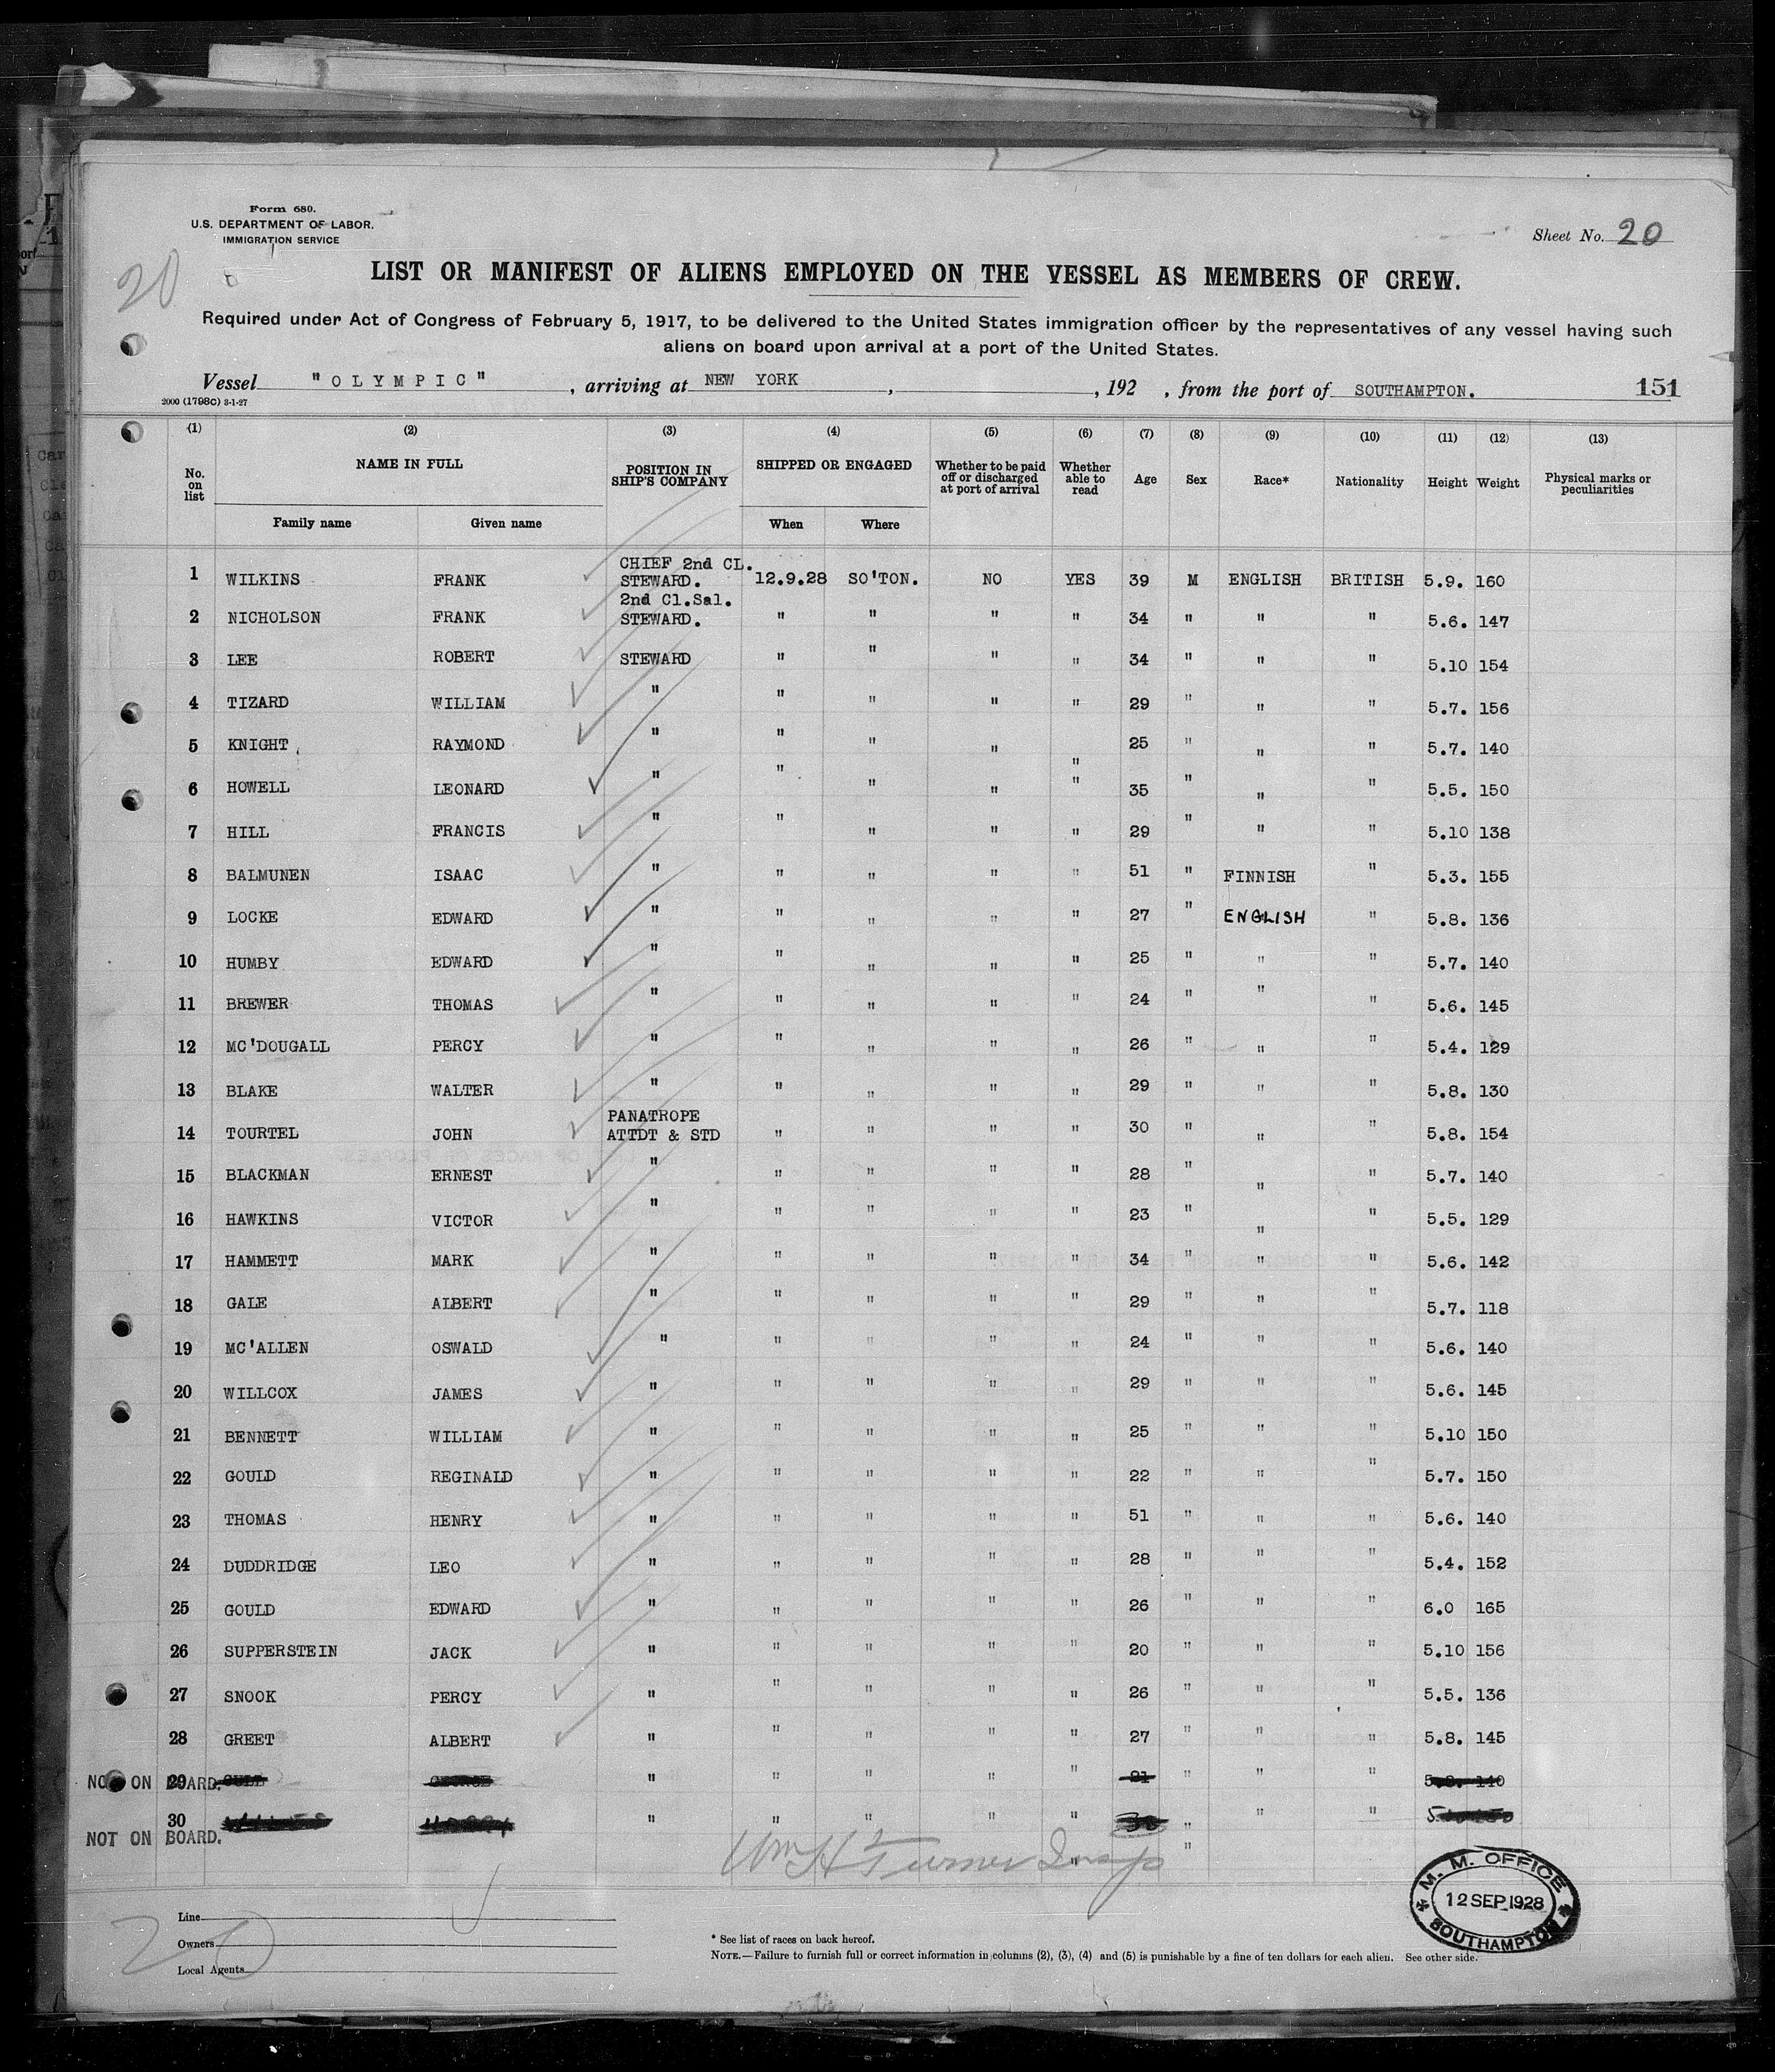 Form 680.
U.S. DEPARTMENT OF LABOR.
IMMIGRATION SERVICE
Sheet No. 20
20
LIST OR MANIFEST OF ALIENS EMPLOYED ON THE VESSEL AS MEMBERS OF CREW.
Required under Act of Congress of February 5, 1917, to be delivered to the United States immigration officer by the representatives of any vessel having such
aliens on board upon arrival at a port of the United States.
Vessel "OLYMPIC", arriving at NEW YORK, , 192 , from the port of SOUTHAMPTON. 151
2000 (1798c) 3-1-27
(1) (2) (3) (4) (5) (6) (7) (8) (9) (10) (11) (12) (13)
No. on list NAME IN FULL POSITION IN SHIP'S COMPANY SHIPPED OR ENGAGED Whether to be paid off or discharged at port of arrival Whether able to read Age Sex Race* Nationality Height Weight Physical marks or peculiarities
Family name Given name When Where
1 WILKINS FRANK CHIEF 2nd CL. STEWARD. 12.9.28 SO'TON. NO YES 39 M ENGLISH BRITISH 5.9. 160
2 NICHOLSON FRANK 2nd Cl.Sal. STEWARD. " " " " 34 " " " 5.6. 147
3 LEE ROBERT STEWARD " " " " 34 " " " 5.10 154
4 TIZARD WILLIAM " " " " " 29 " " " 5.7. 156
5 KNIGHT RAYMOND " " " " " 25 " " " 5.7. 140
6 HOWELL LEONARD " " " " " 35 " " " 5.5. 150
7 HILL FRANCIS " " " " " 29 " " " 5.10 138
8 BALMUNEN ISAAC " " " " " 51 " FINNISH " 5.3. 155
9 LOCKE EDWARD " " " " " 27 " ENGLISH " 5.8. 136
10 HUMBY EDWARD " " " " " 25 " " " 5.7. 140
11 BREWER THOMAS " " " " " 24 " " " 5.6. 145
12 MC'DOUGALL PERCY " " " " " 26 " " " 5.4. 129
13 BLAKE WALTER " " " " " 29 " " " 5.8. 130
14 TOURTEL JOHN PANATROPE ATTDT & STD " " " " 30 " " " 5.8. 154
15 BLACKMAN ERNEST " " " " " 28 " " " 5.7. 140
16 HAWKINS VICTOR " " " " " 23 " " " 5.5. 129
17 HAMMETT MARK " " " " " 34 " " " 5.6. 142
18 GALE ALBERT " " " " " 29 " " " 5.7. 118
19 MC'ALLEN OSWALD " " " " " 24 " " " 5.6. 140
20 WILLCOX JAMES " " " " " 29 " " " 5.6. 145
21 BENNETT WILLIAM " " " " " 25 " " " 5.10 150
22 GOULD REGINALD " " " " " 22 " " " 5.7. 150
23 THOMAS HENRY " " " " " 51 " " " 5.6. 140
24 DUDDRIDGE LEO " " " " " 28 " " " 5.4. 152
25 GOULD EDWARD " " " " " 26 " " " 6.0 165
26 SUPPERSTEIN JACK " " " " " 20 " " " 5.10 156
27 SNOOK PERCY " " " " " 26 " " " 5.5. 136
28 GREET ALBERT " " " " " 27 " " " 5.8. 145
NOT ON BOARD. 29 " " " " " " " "
30 " " " " " " " "
NOT ON BOARD.
Wm H Turner Insp
M. M. OFFICE
12 SEP 1928
SOUTHAMPTON
Line
Owners
Local Agents
20
* See list of races on back hereof.
NOTE.—Failure to furnish full or correct information in columns (2), (3), (4) and (5) is punishable by a fine of ten dollars for each alien. See other side.